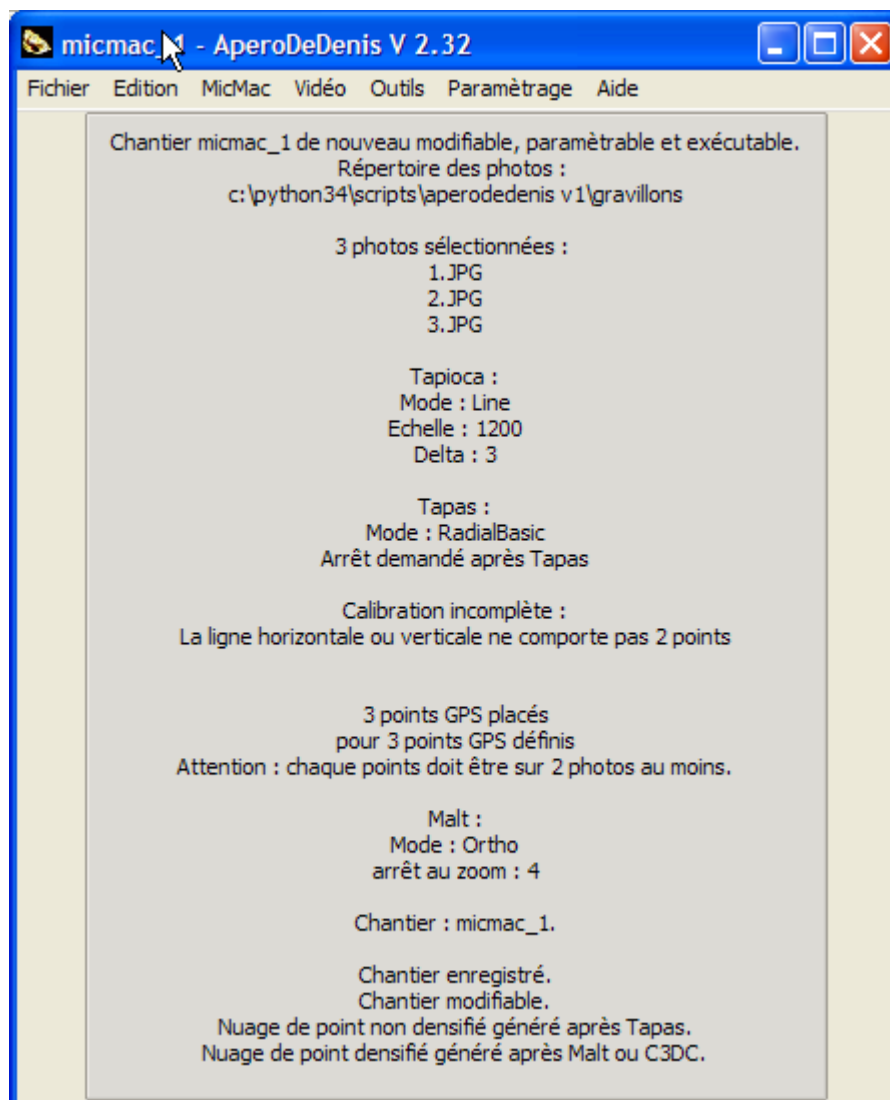 micmac_1 - AperoDeDenis V 2.32
Fichier Edition MicMac Vidéo Outils Paramètrage Aide
Chantier micmac_1 de nouveau modifiable, paramètrable et exécutable.
Répertoire des photos :
c:\python34\scripts\aperodedenis v1\gravillons
3 photos sélectionnées :
1.JPG
2.JPG
3.JPG
Tapioca :
Mode : Line
Echelle : 1200
Delta : 3
Tapas :
Mode : RadialBasic
Arrêt demandé après Tapas
Calibration incomplète :
La ligne horizontale ou verticale ne comporte pas 2 points
3 points GPS placés
pour 3 points GPS définis
Attention : chaque points doit être sur 2 photos au moins.
Malt :
Mode : Ortho
arrêt au zoom : 4
Chantier : micmac_1.
Chantier enregistré.
Chantier modifiable.
Nuage de point non densifié généré après Tapas.
Nuage de point densifié généré après Malt ou C3DC.